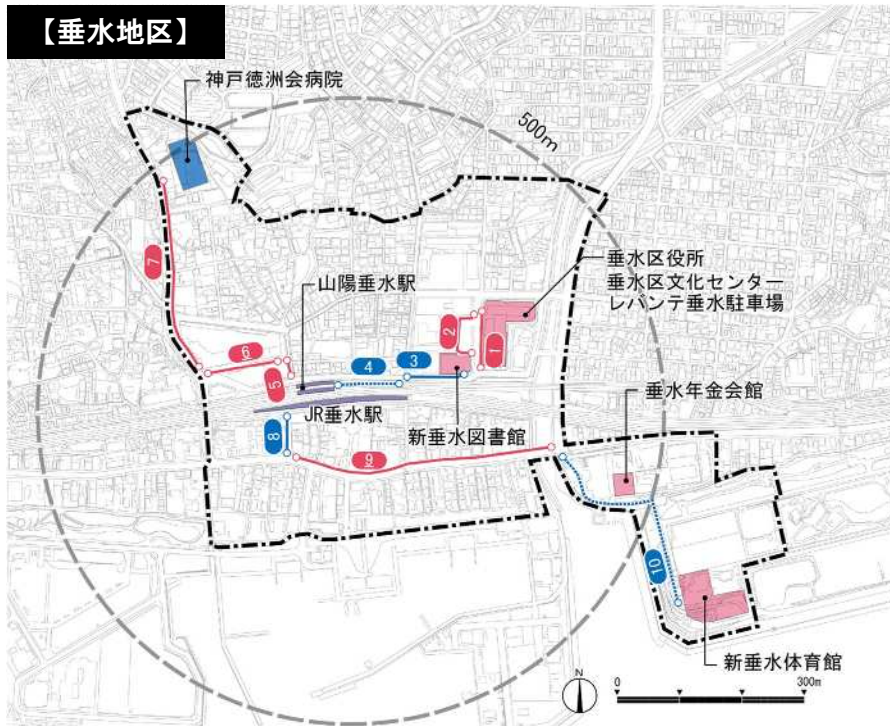 【垂水地区】
神戸徳洲会病院
500m
垂水区役所
垂水区文化センター
レバンテ垂水駐車場
山陽垂水駅
7
6
5
4
3
2
1
JR垂水駅
新垂水図書館
垂水年金会館
8
9
10
新垂水体育館
N
0
300m